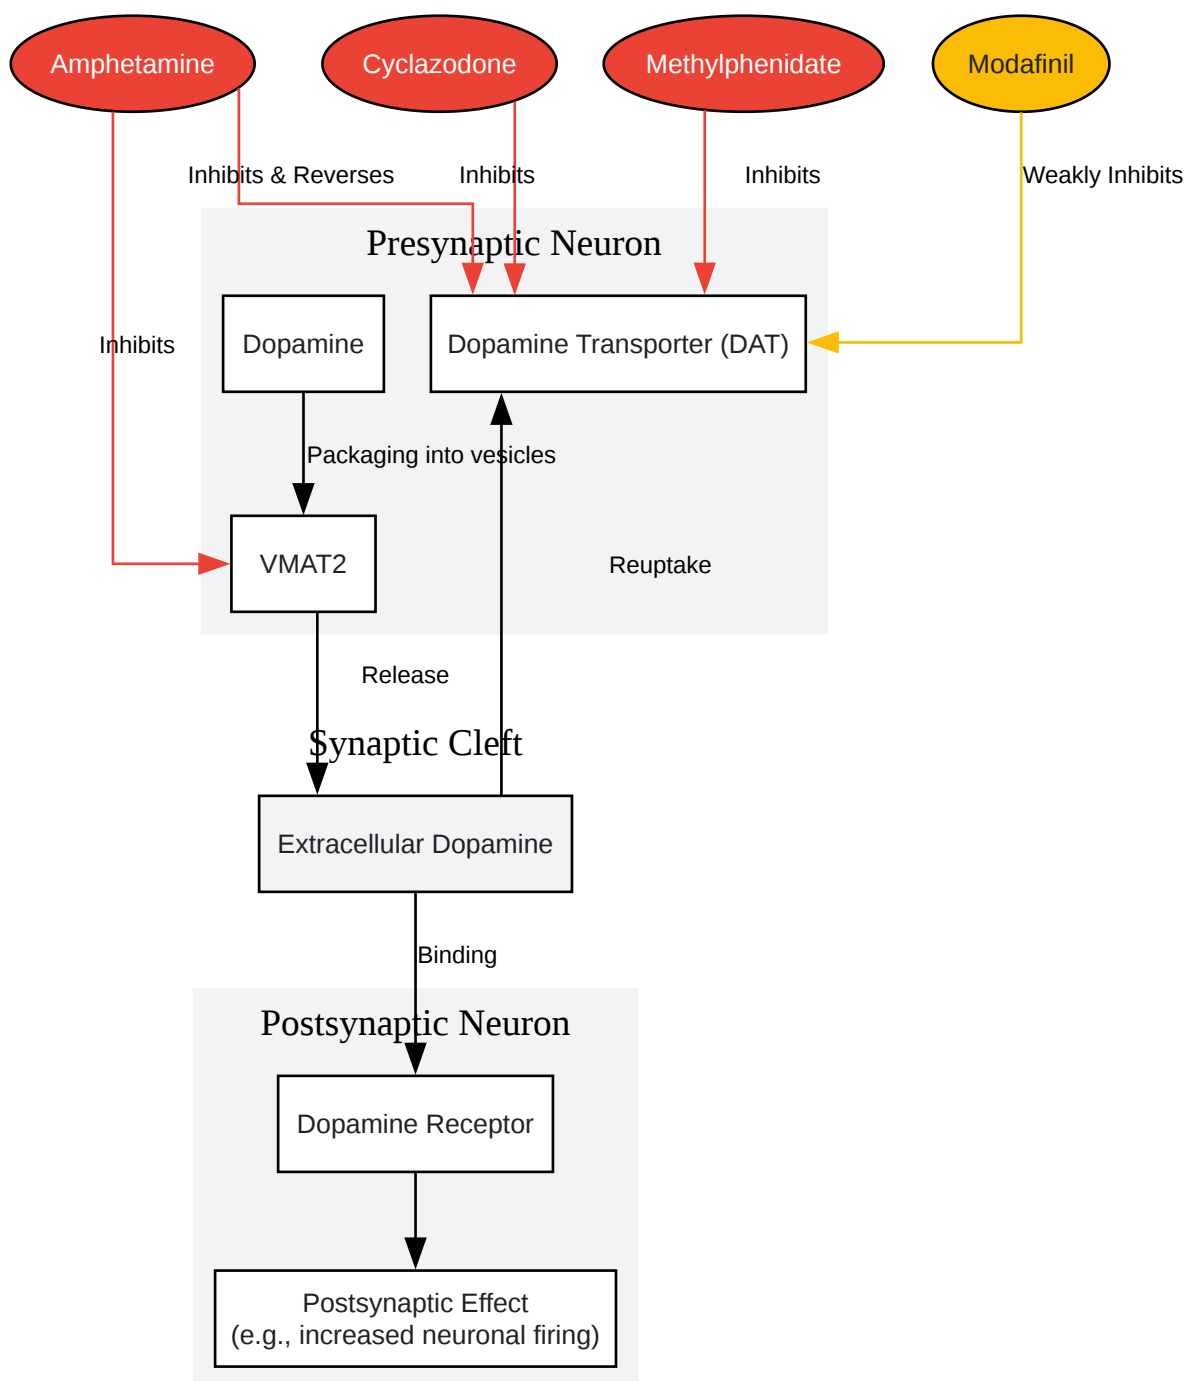 Amphetamine
Cyclazodone
Methylphenidate
Modafinil
Inhibits & Reverses
Inhibits
Inhibits
Weakly Inhibits
Presynaptic Neuron
Inhibits
Dopamine
Dopamine Transporter (DAT)
Packaging into vesicles
VMAT2
Reuptake
Release
Synaptic Cleft
Extracellular Dopamine
Binding
Postsynaptic Neuron
Dopamine Receptor
Postsynaptic Effect
(e.g., increased neuronal firing)